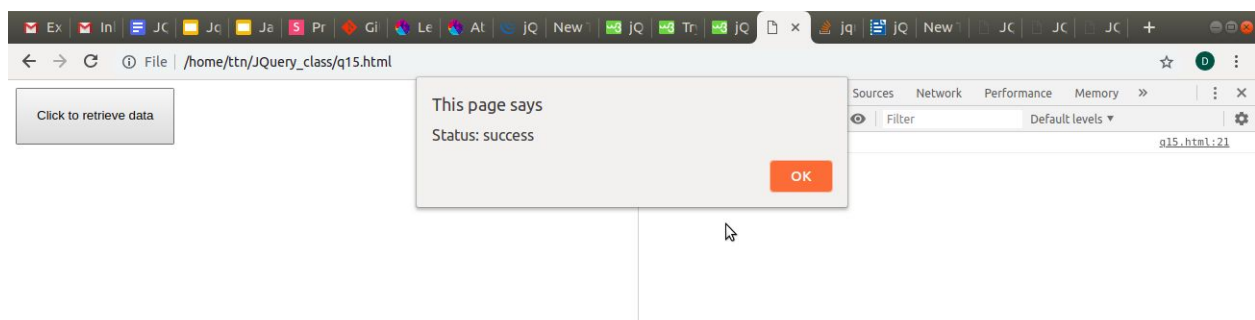 Ex In JC Jq Ja Pr Gi Le At jQ New T jQ Tr jQ jq jQ New T JC JC JC
File /home/ttn/JQuery_class/q15.html D
Click to retrieve data
This page says
Status: success
OK
Sources Network Performance Memory
Filter Default levels
q15.html:21